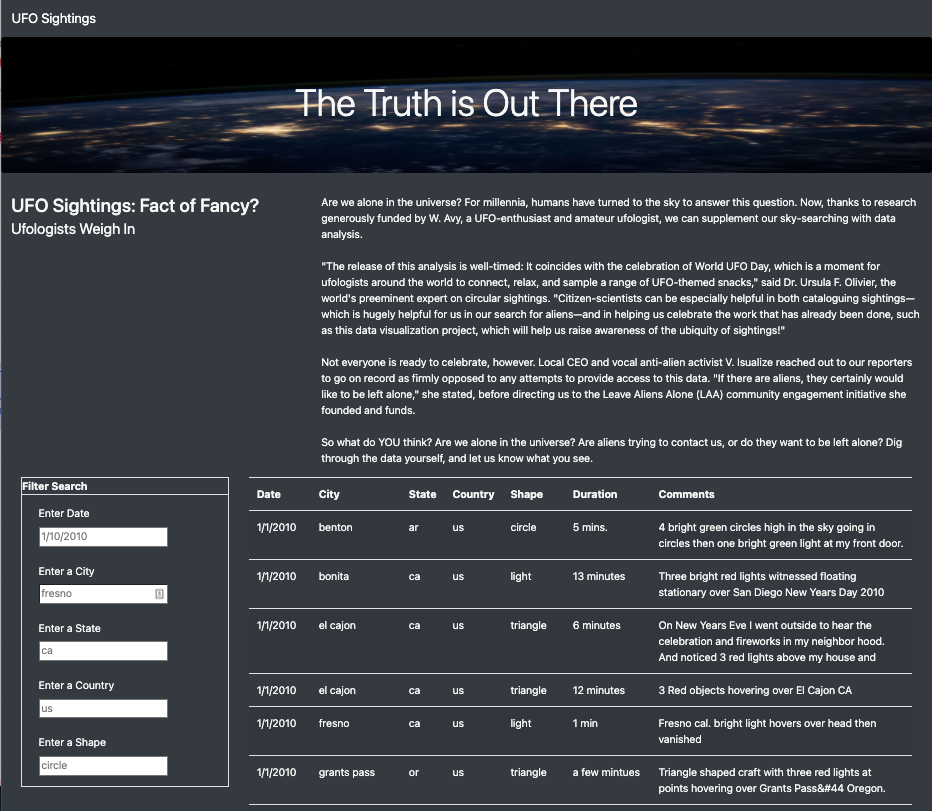 UFO Sightings
The Truth is Out There
UFO Sightings: Fact of Fancy?
Ufologists Weigh In
Are we alone in the universe? For millennia, humans have turned to the sky to answer this question. Now, thanks to research
generously funded by W. Avy, a UFO-enthusiast and amateur ufologist, we can supplement our sky-searching with data
analysis.
"The release of this analysis is well-timed: It coincides with the celebration of World UFO Day, which is a moment for
ufologists around the world to connect, relax, and sample a range of UFO-themed snacks," said Dr. Ursula F. Olivier, the
world's preeminent expert on circular sightings. "Citizen-scientists can be especially helpful in both cataloguing sightings—
which is hugely helpful for us in our search for aliens—and in helping us celebrate the work that has already been done, such
as this data visualization project, which will help us raise awareness of the ubiquity of sightings!"
Not everyone is ready to celebrate, however. Local CEO and vocal anti-alien activist V. Isualize reached out to our reporters
to go on record as firmly opposed to any attempts to provide access to this data. "If there are aliens, they certainly would
like to be left alone," she stated, before directing us to the Leave Aliens Alone (LAA) community engagement initiative she
founded and funds.
So what do YOU think? Are we alone in the universe? Are aliens trying to contact us, or do they want to be left alone? Dig
through the data yourself, and let us know what you see.
Filter Search
Enter Date
1/10/2010
Enter a City
fresno
Enter a State
ca
Enter a Country
us
Enter a Shape
circle
Date City State Country Shape Duration Comments
1/1/2010 benton ar us circle 5 mins. 4 bright green circles high in the sky going in
circles then one bright green light at my front door.
1/1/2010 bonita ca us light 13 minutes Three bright red lights witnessed floating
stationary over San Diego New Years Day 2010
1/1/2010 el cajon ca us triangle 6 minutes On New Years Eve I went outside to hear the
celebration and fireworks in my neighbor hood.
And noticed 3 red lights above my house and
1/1/2010 el cajon ca us triangle 12 minutes 3 Red objects hovering over El Cajon CA
1/1/2010 fresno ca us light 1 min Fresno cal. bright light hovers over head then
vanished
1/1/2010 grants pass or us triangle a few mintues Triangle shaped craft with three red lights at
points hovering over Grants Pass&#44 Oregon.